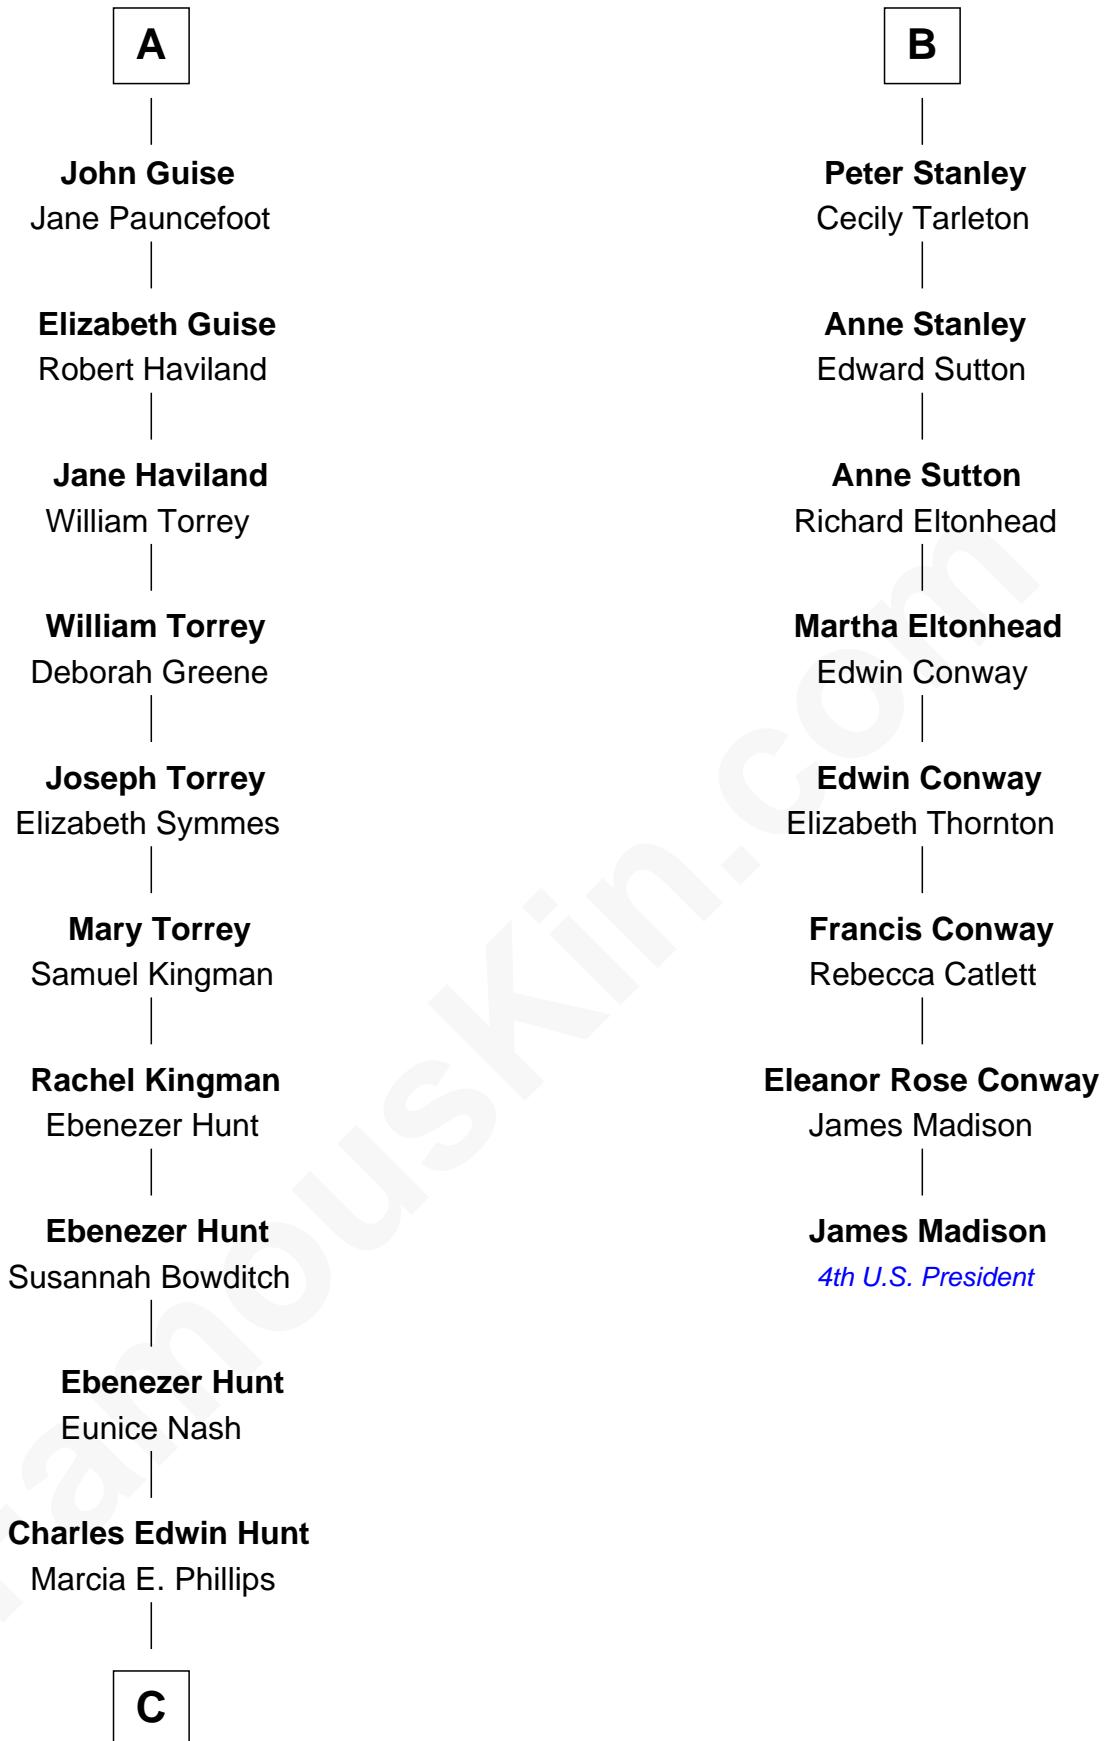 A
John Guise
Jane Pauncefoot
Elizabeth Guise
Robert Haviland
Jane Haviland
William Torrey
William Torrey
Deborah Greene
Joseph Torrey
Elizabeth Symmes
Mary Torrey
Samuel Kingman
Rachel Kingman
Ebenezer Hunt
Ebenezer Hunt
Susannah Bowditch
Ebenezer Hunt
Eunice Nash
Charles Edwin Hunt
Marcia E. Phillips
C
B
Peter Stanley
Cecily Tarleton
Anne Stanley
Edward Sutton
Anne Sutton
Richard Eltonhead
Martha Eltonhead
Edwin Conway
Edwin Conway
Elizabeth Thornton
Francis Conway
Rebecca Catlett
Eleanor Rose Conway
James Madison
James Madison
4th U.S. President
FamousKin.com